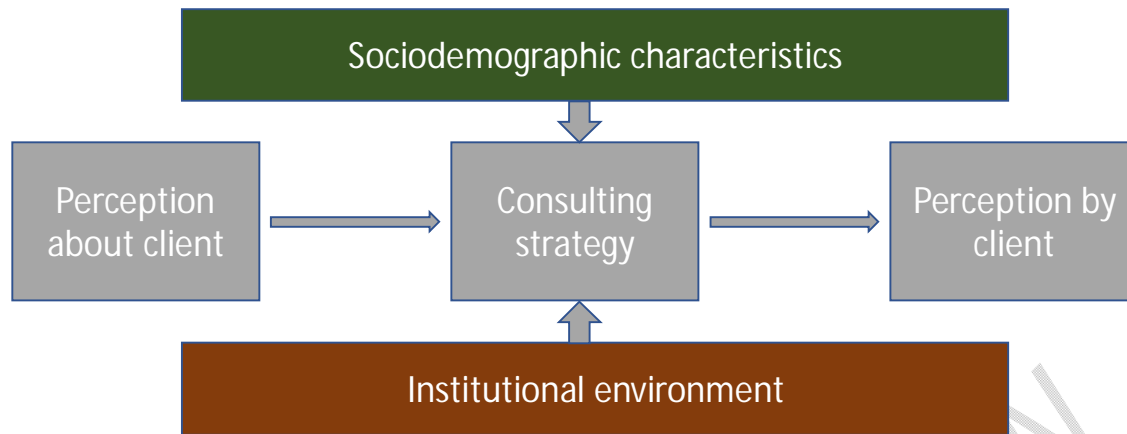 Sociodemographic characteristics
Perception
about client
Consulting
strategy
Perception by
client
Institutional environment